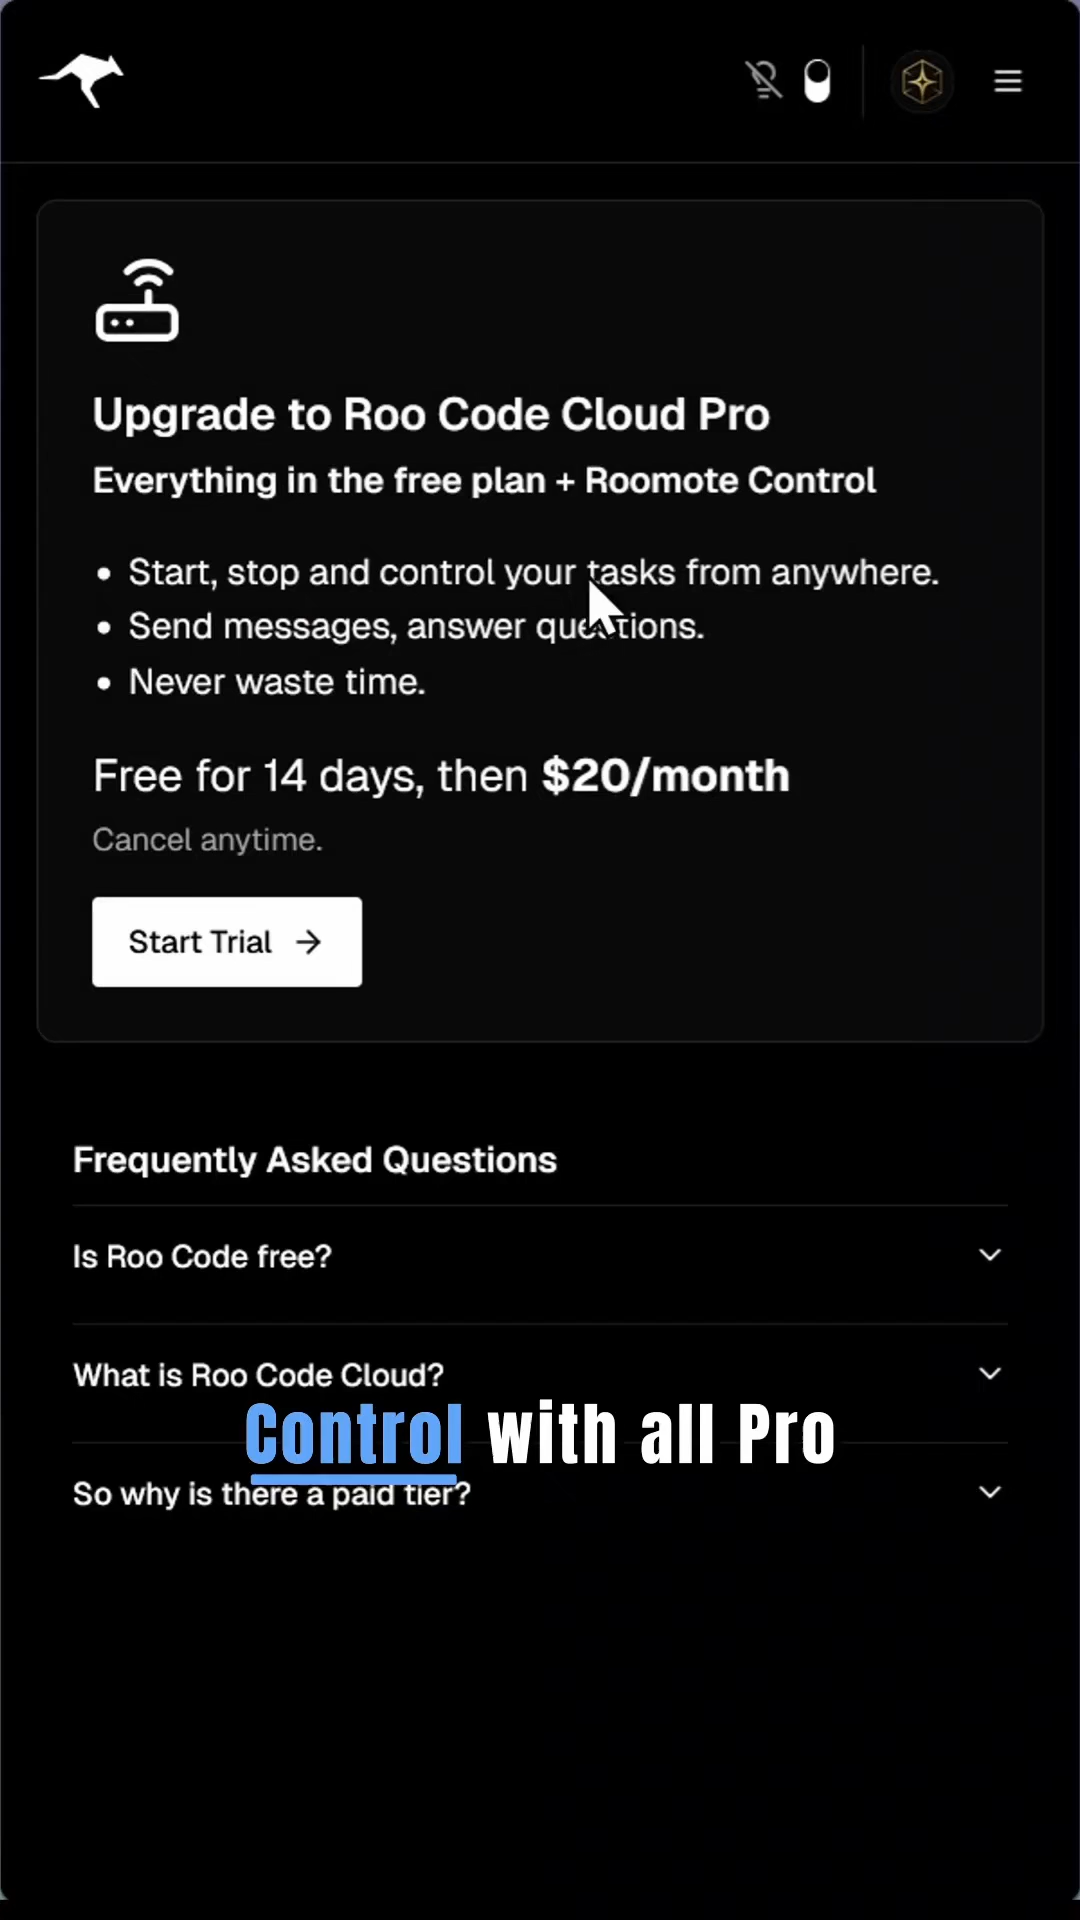 Upgrade to Roo Code Cloud Pro
Everything in the free plan + Roomote Control
• Start, stop and control your tasks from anywhere.
• Send messages, answer questions.
• Never waste time.
Free for 14 days, then $20/month
Cancel anytime.
Start Trial →
Frequently Asked Questions
Is Roo Code free?
What is Roo Code Cloud?
Control with all Pro
So why is there a paid tier?